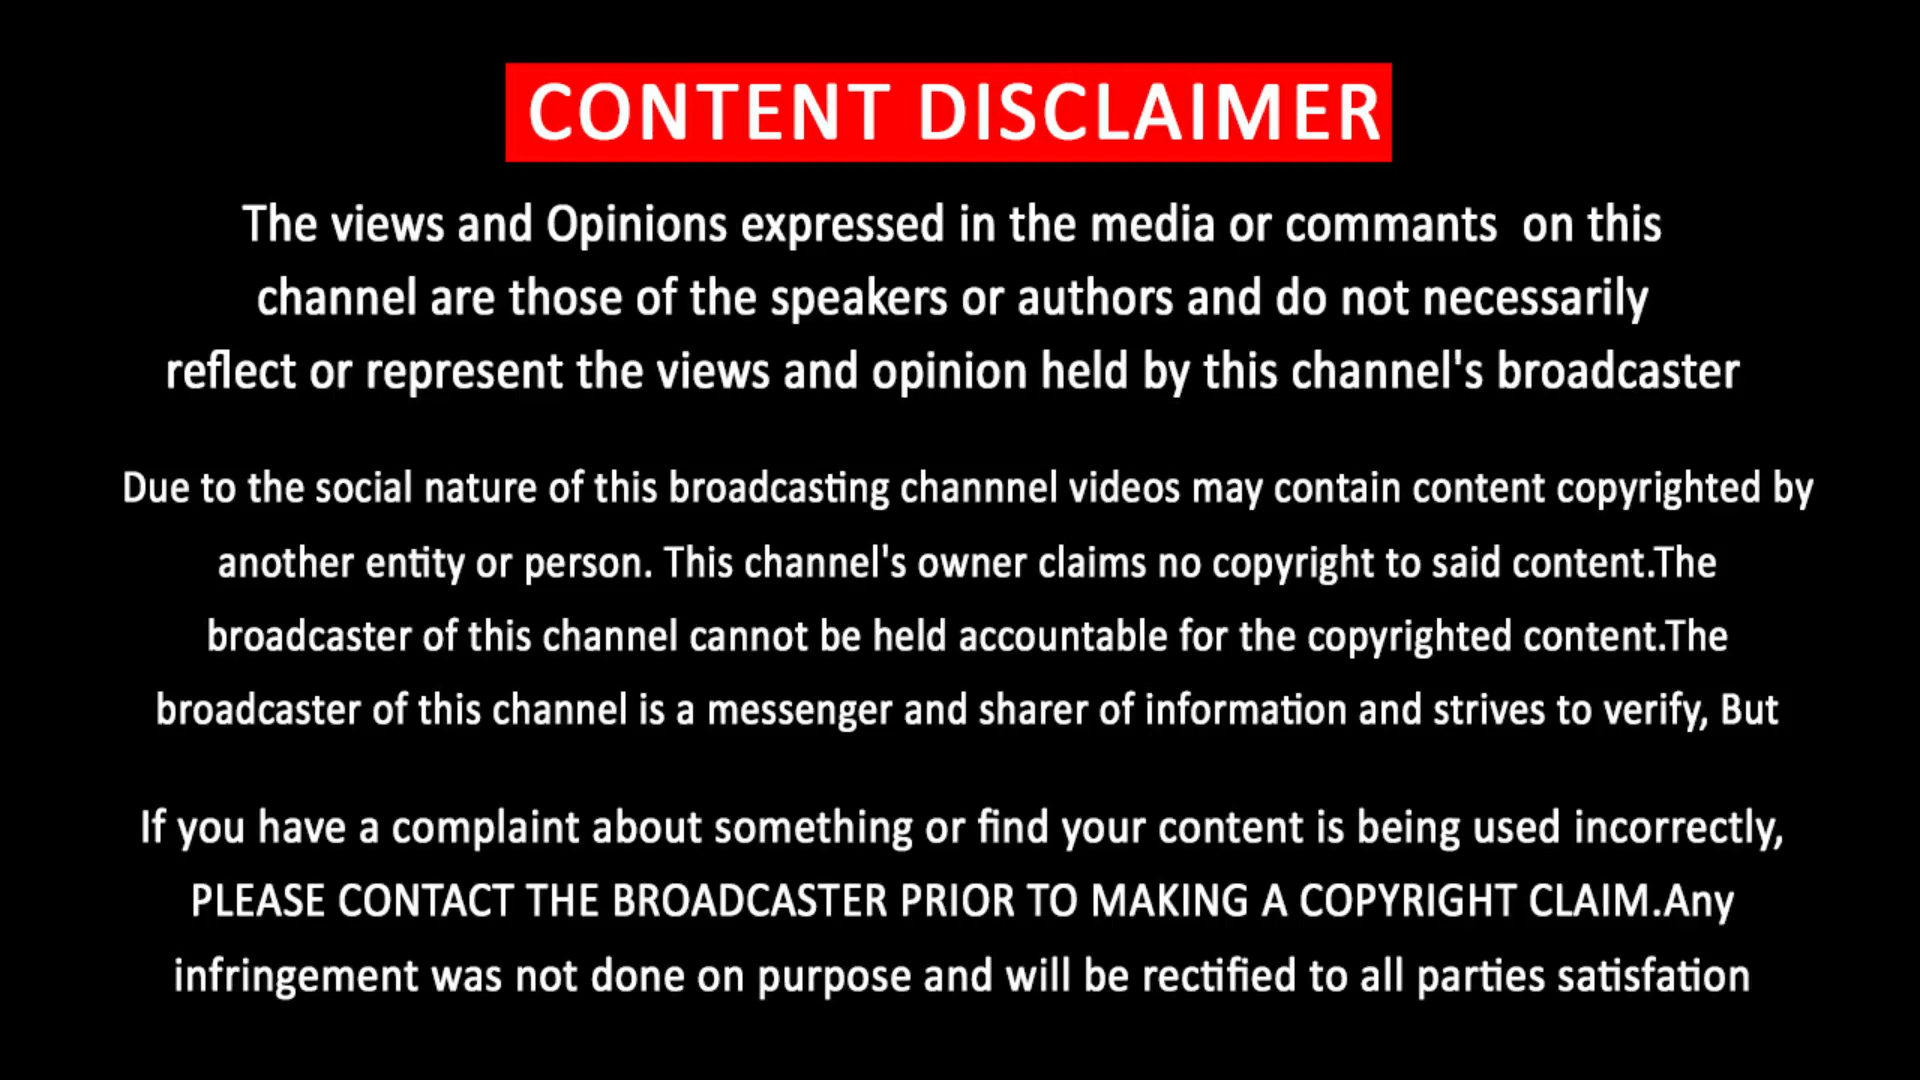 CONTENT DISCLAIMER
The views and Opinions expressed in the media or commants on this
channel are those of the speakers or authors and do not necessarily
reflect or represent the views and opinion held by this channel's broadcaster
Due to the social nature of this broadcasting channnel videos may contain content copyrighted by
another entity or person. This channel's owner claims no copyright to said content.The
broadcaster of this channel cannot be held accountable for the copyrighted content.The
broadcaster of this channel is a messenger and sharer of information and strives to verify, But
If you have a complaint about something or find your content is being used incorrectly,
PLEASE CONTACT THE BROADCASTER PRIOR TO MAKING A COPYRIGHT CLAIM.Any
infringement was not done on purpose and will be rectified to all parties satisfation